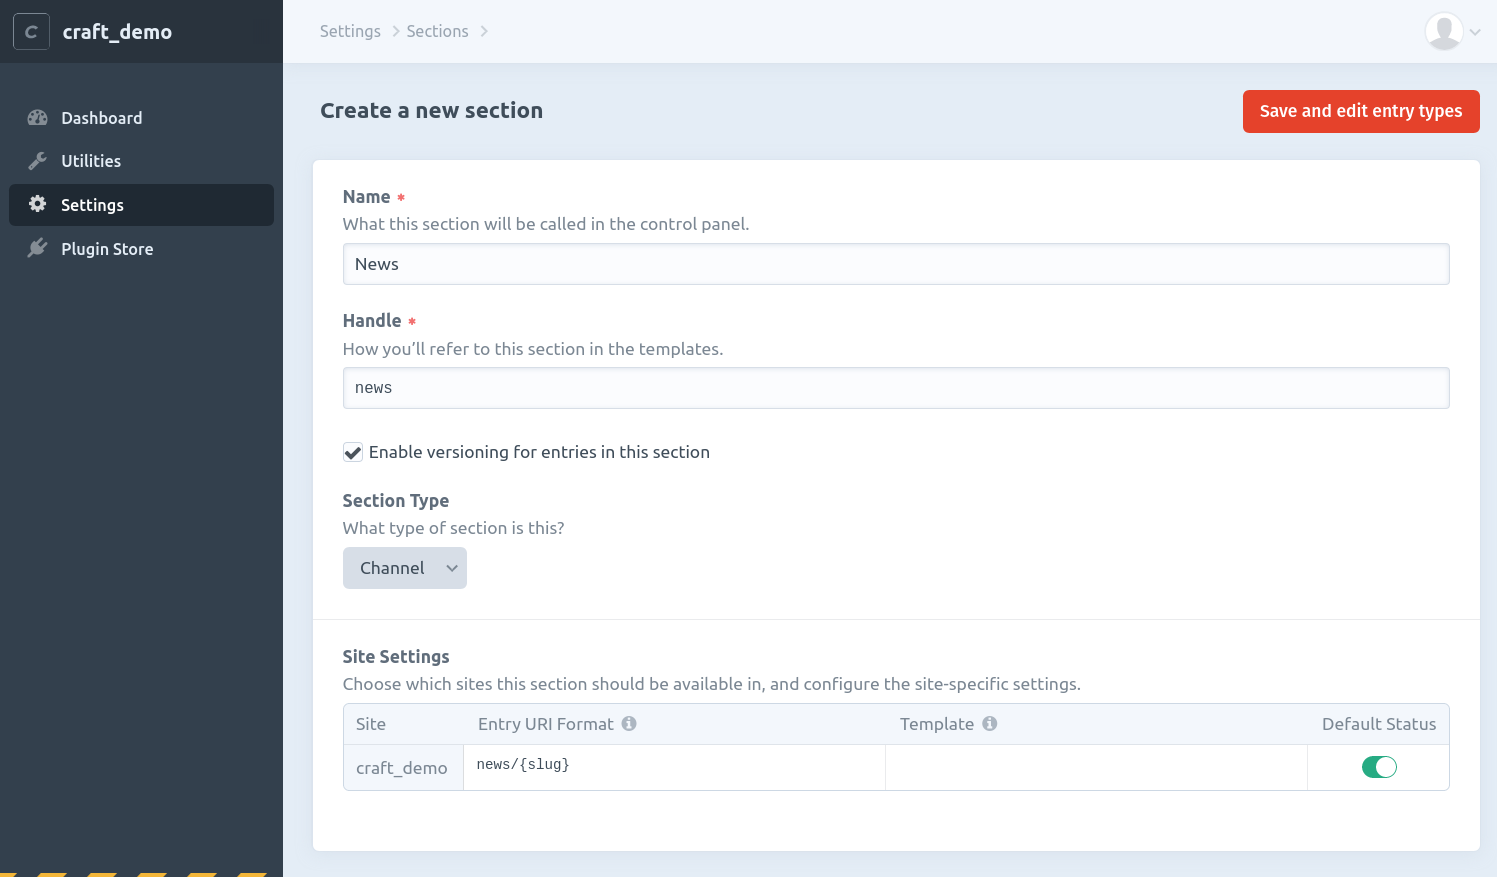 C craft_demo
Settings Sections
Dashboard
Utilities
Settings
Plugin Store
Create a new section
Save and edit entry types
Name *
What this section will be called in the control panel.
News
Handle *
How you’ll refer to this section in the templates.
news
Enable versioning for entries in this section
Section Type
What type of section is this?
Channel
Site Settings
Choose which sites this section should be available in, and configure the site-specific settings.
Site Entry URI Format Template Default Status
craft_demo news/{slug}